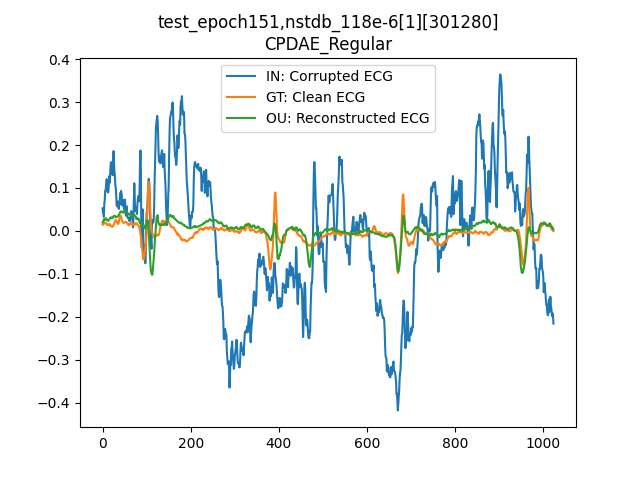 test_epoch151,nstdb_118e-6[1][301280]
CPDAE_Regular
IN: Corrupted ECG
GT: Clean ECG
OU: Reconstructed ECG
0.4
0.3
0.2
0.1
0.0
−0.1
−0.2
−0.3
−0.4
0 200 400 600 800 1000